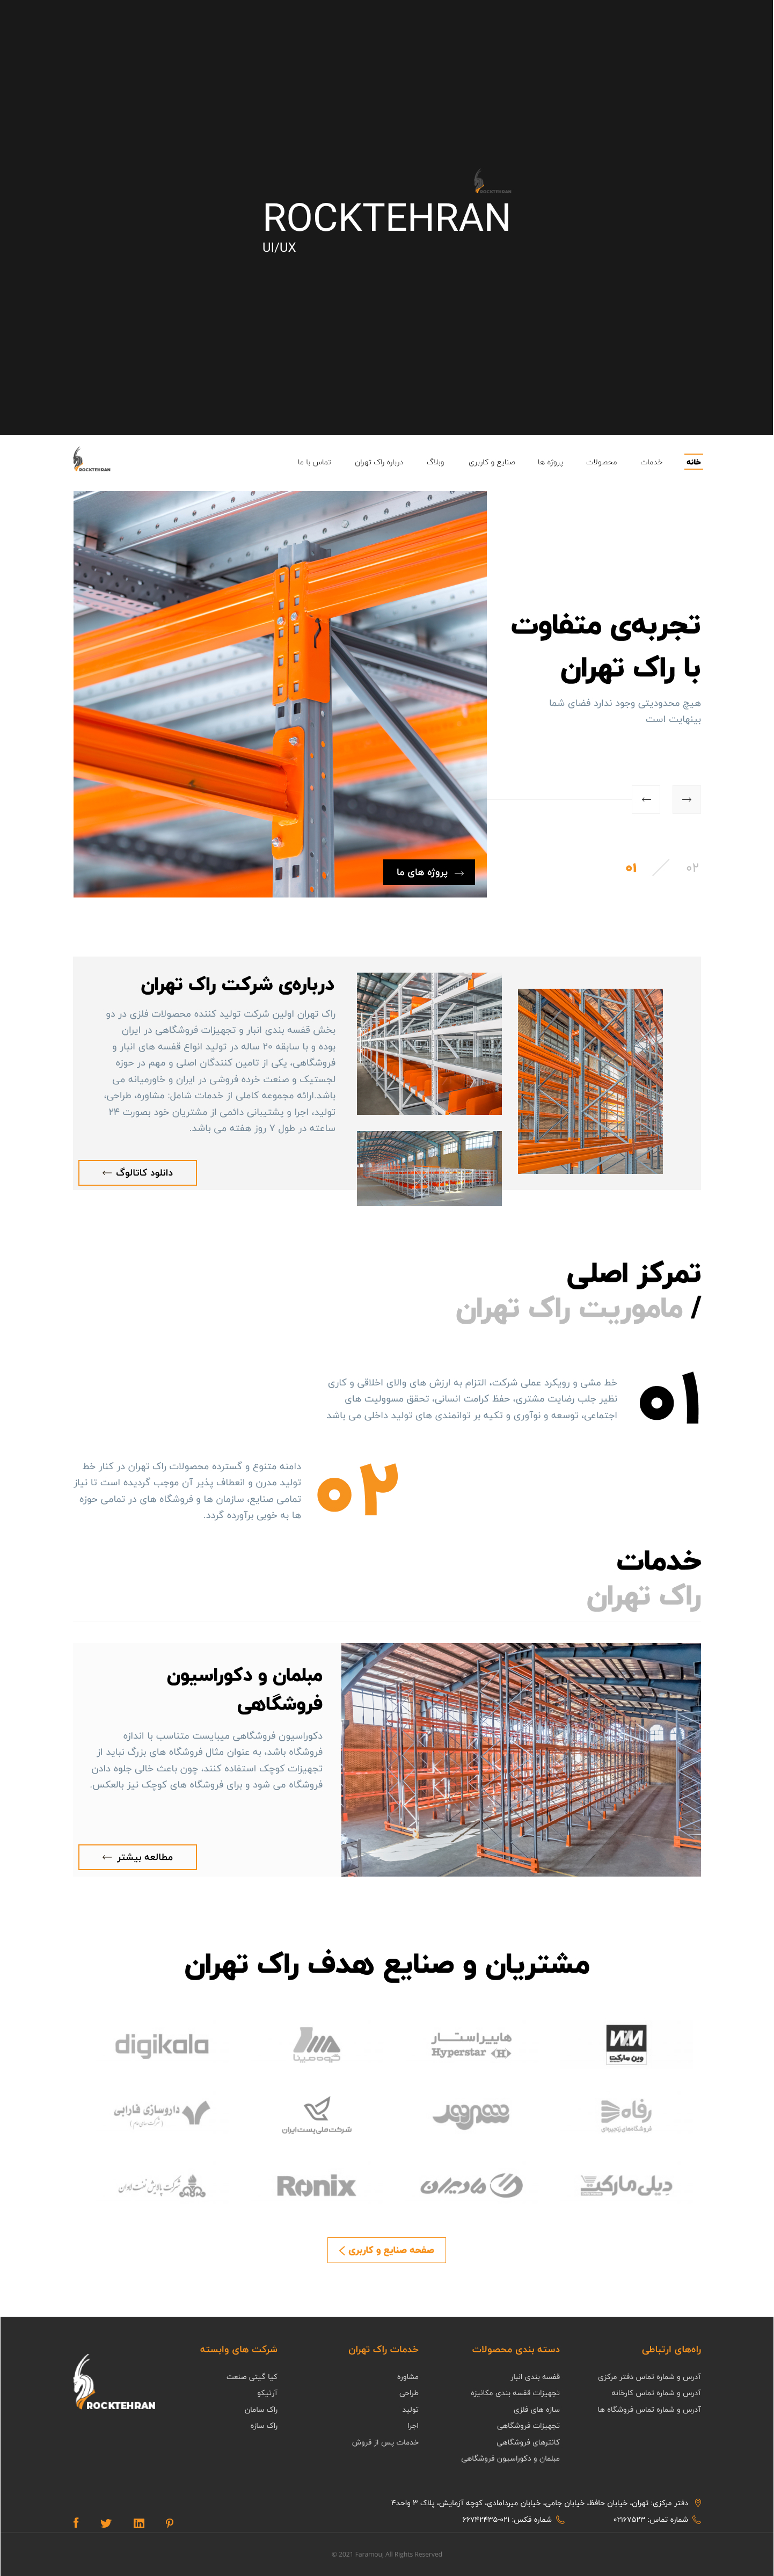 ROCKTEHRAN
ROCKTEHRAN
UI/UX
ROCKTEHRAN
خانه
خدمات
محصولات
پروژه ها
صنایع و کاربری
وبلاگ
درباره راک تهران
تماس با ما
تجربه‌ی متفاوت
با راک تهران
هیچ محدودیتی وجود ندارد فضای شما
بینهایت است
۰۲
۰۱
پروژه های ما
درباره‌ی شرکت راک تهران
راک تهران اولین شرکت تولید کننده محصولات فلزی در دو
بخش قفسه بندی انبار و تجهیزات فروشگاهی در ایران
بوده و با سابقه ۲۰ ساله در تولید انواع قفسه های انبار و
فروشگاهی، یکی از تامین کنندگان اصلی و مهم در حوزه
لجستیک و صنعت خرده فروشی در ایران و خاورمیانه می
باشد.ارائه مجموعه کاملی از خدمات شامل: مشاوره، طراحی،
تولید، اجرا و پشتیبانی دائمی از مشتریان خود بصورت ۲۴
ساعته در طول ۷ روز هفته می باشد.
دانلود کاتالوگ
تمرکز اصلی
/ ماموریت راک تهران
۰۱
خط مشی و رویکرد عملی شرکت، التزام به ارزش های والای اخلاقی و کاری
نظیر جلب رضایت مشتری، حفظ کرامت انسانی، تحقق مسوولیت های
اجتماعی، توسعه و نوآوری و تکیه بر توانمندی های تولید داخلی می باشد
۰۲
دامنه متنوع و گسترده محصولات راک تهران در کنار خط
تولید مدرن و انعطاف پذیر آن موجب گردیده است تا نیاز
تمامی صنایع، سازمان ها و فروشگاه های در تمامی حوزه
ها به خوبی برآورده گردد.
خدمات
راک تهران
مبلمان و دکوراسیون
فروشگاهی
دکوراسیون فروشگاهی میبایست متناسب با اندازه
فروشگاه باشد، به عنوان مثال فروشگاه های بزرگ نباید از
تجهیزات کوچک استفاده کنند، چون باعث خالی جلوه دادن
فروشگاه می شود و برای فروشگاه های کوچک نیز بالعکس.
مطالعه بیشتر
مشتریان و صنایع هدف راک تهران
وین مارکت
هایپراستار
Hyperstar
گروه مپنا
digikala
رفاه
فروشگاه‌های زنجیره‌ای
شهروند
شرکت ملی پست ایران
داروسازی فارابی
(شرکت سهامی عام)
دیلی مارکت
مادیران
Ronix
شرکت پالایش نفت آبادان
صفحه صنایع و کاربری
راه‌های ارتباطی
آدرس و شماره تماس دفتر مرکزی
آدرس و شماره تماس کارخانه
آدرس و شماره تماس فروشگاه ها
دسته بندی محصولات
قفسه بندی انبار
تجهیزات قفسه بندی مکانیزه
سازه های فلزی
تجهیزات فروشگاهی
کانترهای فروشگاهی
مبلمان و دکوراسیون فروشگاهی
خدمات راک تهران
مشاوره
طراحی
تولید
اجرا
خدمات پس از فروش
شرکت های وابسته
کیا گیتی صنعت
آرتیکو
راک سامان
راک سازه
ROCKTEHRAN
دفتر مرکزی: تهران، خیابان حافظ، خیابان جامی، خیابان میردامادی، کوچه آزمایش، پلاک ۳ واحد۴
شماره تماس: ۰۲۱۶۷۵۲۳
شماره فکس: ۰۲۱-۶۶۷۴۲۴۳۵
© 2021 Faramouj All Rights Reserved